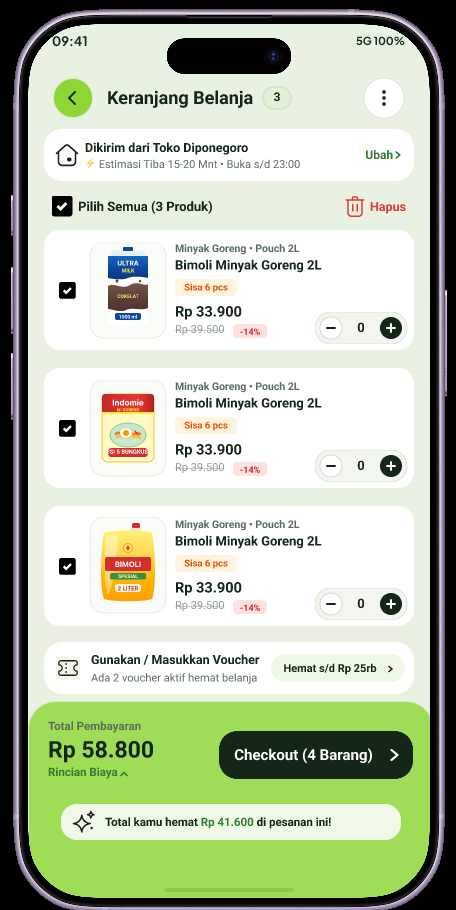 09:41
5G 100%
Keranjang Belanja 3
Dikirim dari Toko Diponegoro
⚡ Estimasi Tiba 15-20 Mnt • Buka s/d 23:00
Ubah
Pilih Semua (3 Produk)
Hapus
ULTRA
MILK
COKELAT
1000 ml
Minyak Goreng • Pouch 2L
Bimoli Minyak Goreng 2L
Sisa 6 pcs
Rp 33.900
Rp 39.500 -14%
0
Indomie
MI GORENG
ISI 5 BUNGKUS
Minyak Goreng • Pouch 2L
Bimoli Minyak Goreng 2L
Sisa 6 pcs
Rp 33.900
Rp 39.500 -14%
0
BIMOLI
SPESIAL
2 LITER
Minyak Goreng • Pouch 2L
Bimoli Minyak Goreng 2L
Sisa 6 pcs
Rp 33.900
Rp 39.500 -14%
0
Gunakan / Masukkan Voucher
Ada 2 voucher aktif hemat belanja
Hemat s/d Rp 25rb
Total Pembayaran
Rp 58.800
Rincian Biaya
Checkout (4 Barang)
Total kamu hemat Rp 41.600 di pesanan ini!